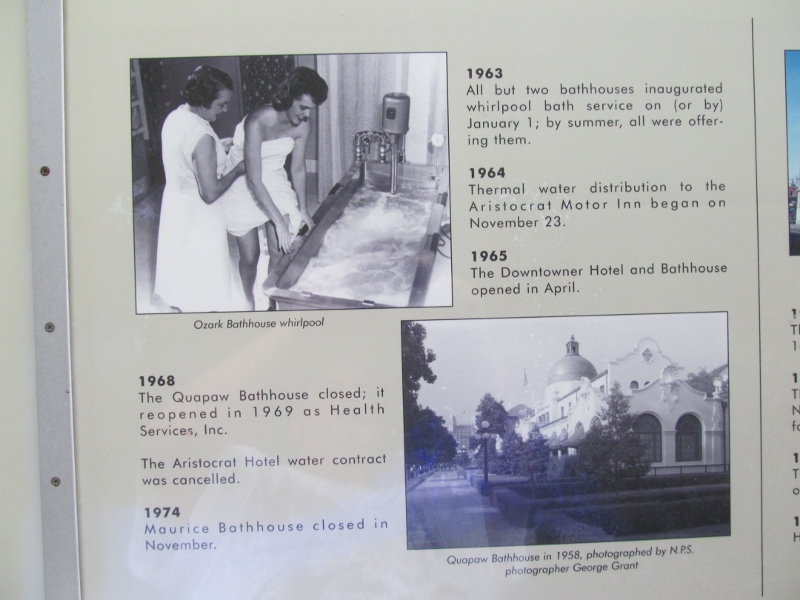 1963
All but two bathhouses inaugurated
whirlpool bath service on (or by)
January 1; by summer, all were offer-
ing them.
1964
Thermal water distribution to the
Aristocrat Motor Inn began on
November 23.
1965
The Downtowner Hotel and Bathhouse
opened in April.
Ozark Bathhouse whirlpool
1968
The Quapaw Bathhouse closed; it
reopened in 1969 as Health
Services, Inc.
The Aristocrat Hotel water contract
was cancelled.
1974
Maurice Bathhouse closed in
November.
Quapaw Bathhouse in 1958, photographed by N.P.S.
photographer George Grant